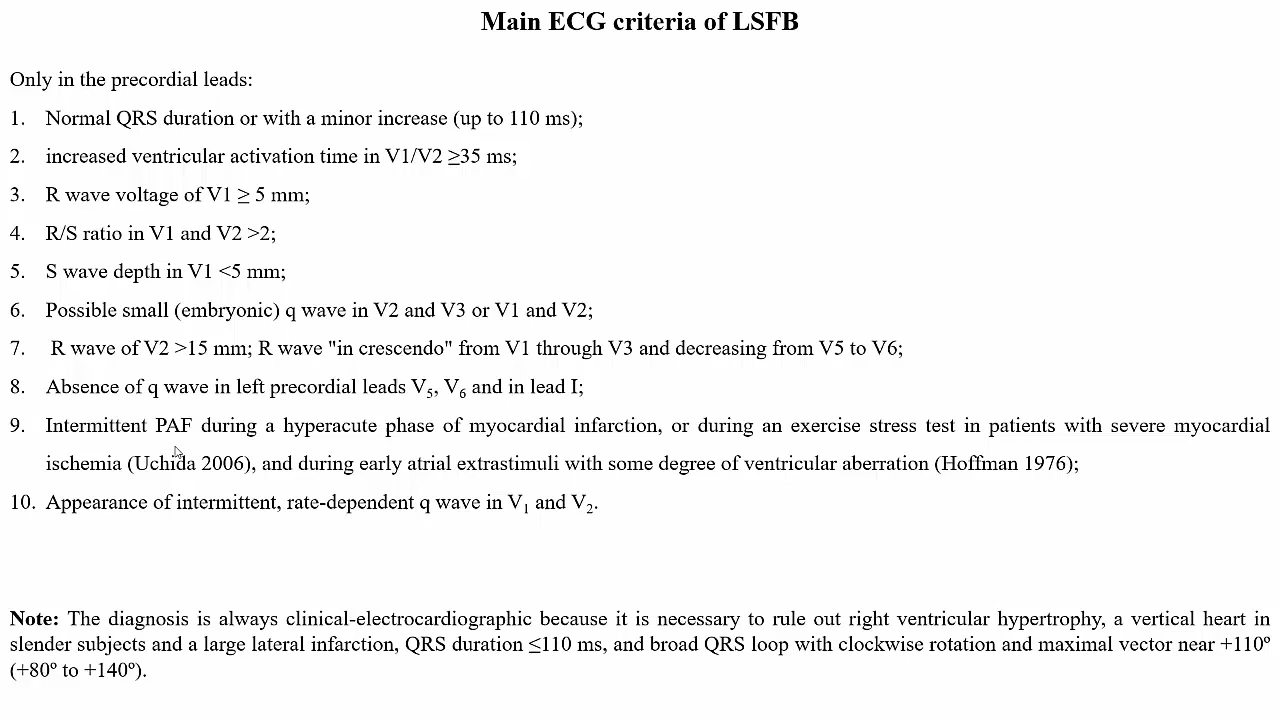 Main ECG criteria of LSFB
Only in the precordial leads:
1. Normal QRS duration or with a minor increase (up to 110 ms);
2. increased ventricular activation time in V1/V2 ≥35 ms;
3. R wave voltage of V1 ≥ 5 mm;
4. R/S ratio in V1 and V2 >2;
5. S wave depth in V1 <5 mm;
6. Possible small (embryonic) q wave in V2 and V3 or V1 and V2;
7. R wave of V2 >15 mm; R wave "in crescendo" from V1 through V3 and decreasing from V5 to V6;
8. Absence of q wave in left precordial leads V₅, V₆ and in lead I;
9. Intermittent PAF during a hyperacute phase of myocardial infarction, or during an exercise stress test in patients with severe myocardial
ischemia (Uchida 2006), and during early atrial extrastimuli with some degree of ventricular aberration (Hoffman 1976);
10. Appearance of intermittent, rate-dependent q wave in V₁ and V₂.
Note: The diagnosis is always clinical-electrocardiographic because it is necessary to rule out right ventricular hypertrophy, a vertical heart in
slender subjects and a large lateral infarction, QRS duration ≤110 ms, and broad QRS loop with clockwise rotation and maximal vector near +110º
(+80º to +140º).